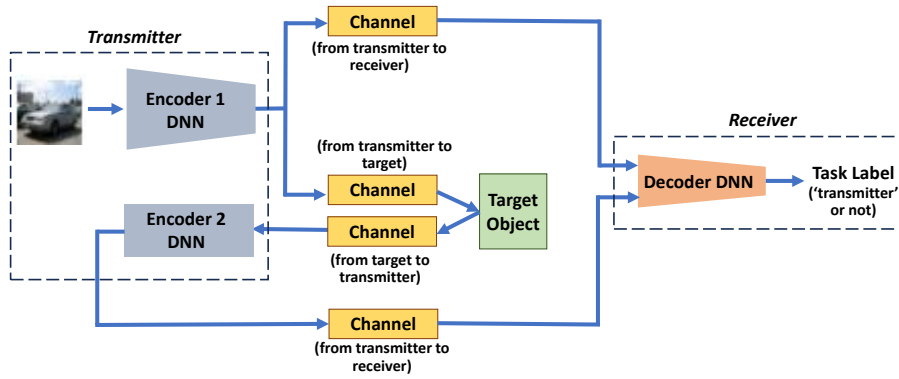 Transmitter
Encoder 1
DNN
Encoder 2
DNN
Channel
(from transmitter to
receiver)
(from transmitter to
target)
Channel
Channel
(from target to
transmitter)
Target
Object
Channel
(from transmitter to
receiver)
Receiver
Decoder DNN
Task Label
(‘transmitter’
or not)